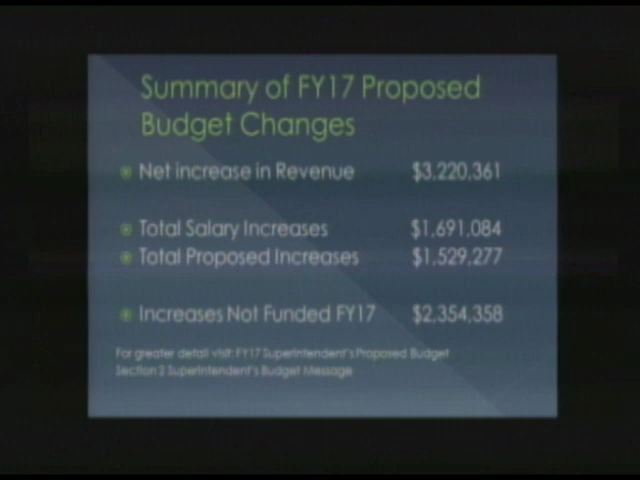 Summary of FY17 Proposed
Budget Changes
Net increase in Revenue $3,220,361
Total Salary Increases $1,691,084
Total Proposed Increases $1,529,277
Increases Not Funded FY17 $2,354,358
For greater detail visit: FY17 Superintendent's Proposed Budget
Section 2 Superintendent's Budget Message